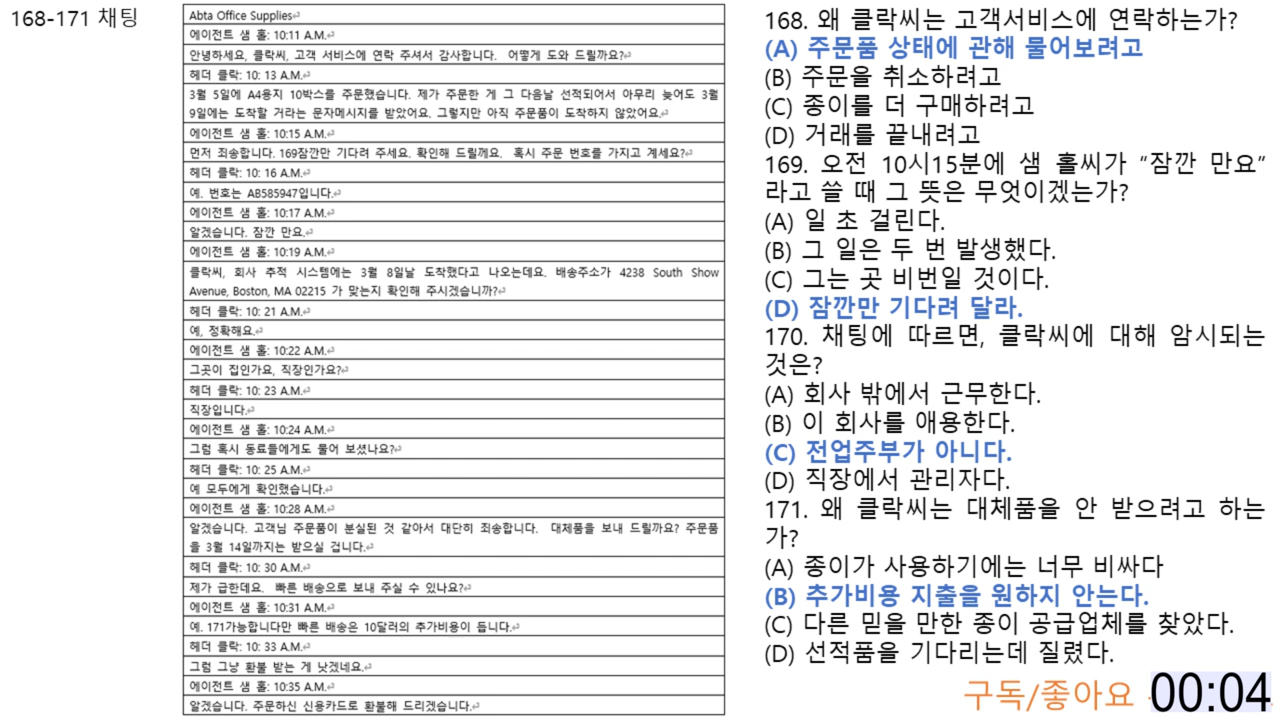 168-171 채팅
Abta Office Supplies
에이전트 샘 홀: 10:11 A.M.
안녕하세요, 클락씨, 고객 서비스에 연락 주셔서 감사합니다. 어떻게 도와 드릴까요?
헤더 클락: 10: 13 A.M.
3월 5일에 A4용지 10박스를 주문했습니다. 제가 주문한 게 그 다음날 선적되어서 아무리 늦어도 3월
9일에는 도착할 거라는 문자메시지를 받았어요. 그렇지만 아직 주문품이 도착하지 않았어요.
에이전트 샘 홀: 10:15 A.M.
먼저 죄송합니다. 169잠깐만 기다려 주세요. 확인해 드릴께요. 혹시 주문 번호를 가지고 계세요?
헤더 클락: 10: 16 A.M.
예. 번호는 AB585947입니다.
에이전트 샘 홀: 10:17 A.M.
알겠습니다. 잠깐 만요.
에이전트 샘 홀: 10:19 A.M.
클락씨, 회사 추적 시스템에는 3월 8일날 도착했다고 나오는데요. 배송주소가 4238 South Show
Avenue, Boston, MA 02215 가 맞는지 확인해 주시겠습니까?
헤더 클락: 10: 21 A.M.
예, 정확해요.
에이전트 샘 홀: 10:22 A.M.
그곳이 집인가요, 직장인가요?
헤더 클락: 10: 23 A.M.
직장입니다.
에이전트 샘 홀: 10:24 A.M.
그럼 혹시 동료들에게도 물어 보셨나요?
헤더 클락: 10: 25 A.M.
예 모두에게 확인했습니다.
에이전트 샘 홀: 10:28 A.M.
알겠습니다. 고객님 주문품이 분실된 것 같아서 대단히 죄송합니다. 대체품을 보내 드릴까요? 주문품
을 3월 14일까지는 받으실 겁니다.
헤더 클락: 10: 30 A.M.
제가 급한데요. 빠른 배송으로 보내 주실 수 있나요?
에이전트 샘 홀: 10:31 A.M.
예. 171가능합니다만 빠른 배송은 10달러의 추가비용이 듭니다.
헤더 클락: 10: 33 A.M.
그럼 그냥 환불 받는 게 낫겠네요.
에이전트 샘 홀: 10:35 A.M.
알겠습니다. 주문하신 신용카드로 환불해 드리겠습니다.
168. 왜 클락씨는 고객서비스에 연락하는가?
(A) 주문품 상태에 관해 물어보려고
(B) 주문을 취소하려고
(C) 종이를 더 구매하려고
(D) 거래를 끝내려고
169. 오전 10시15분에 샘 홀씨가 “잠깐 만요”
라고 쓸 때 그 뜻은 무엇이겠는가?
(A) 일 초 걸린다.
(B) 그 일은 두 번 발생했다.
(C) 그는 곳 비번일 것이다.
(D) 잠깐만 기다려 달라.
170. 채팅에 따르면, 클락씨에 대해 암시되는
것은?
(A) 회사 밖에서 근무한다.
(B) 이 회사를 애용한다.
(C) 전업주부가 아니다.
(D) 직장에서 관리자다.
171. 왜 클락씨는 대체품을 안 받으려고 하는
가?
(A) 종이가 사용하기에는 너무 비싸다
(B) 추가비용 지출을 원하지 안는다.
(C) 다른 믿을 만한 종이 공급업체를 찾았다.
(D) 선적품을 기다리는데 질렸다.
구독/좋아요 00:04